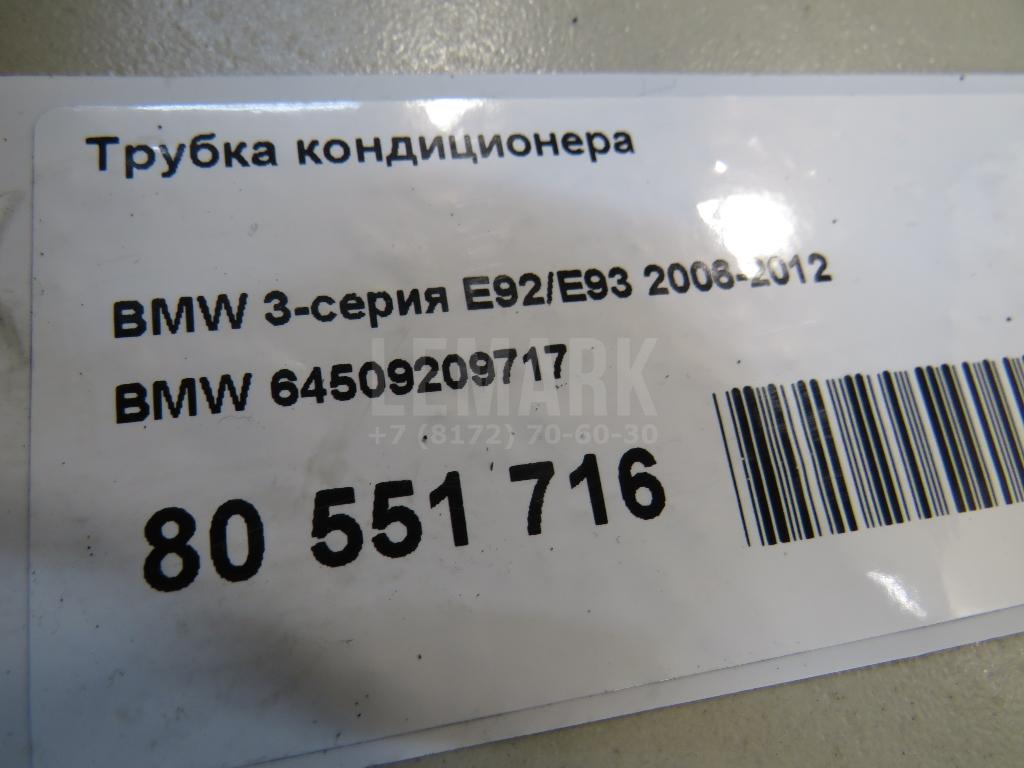 Трубка кондиционера
BMW 3-серия E92/E93 2006-2012
BMW 64509209717
LEMARK
+7 (8172) 70-60-30
80 551 716